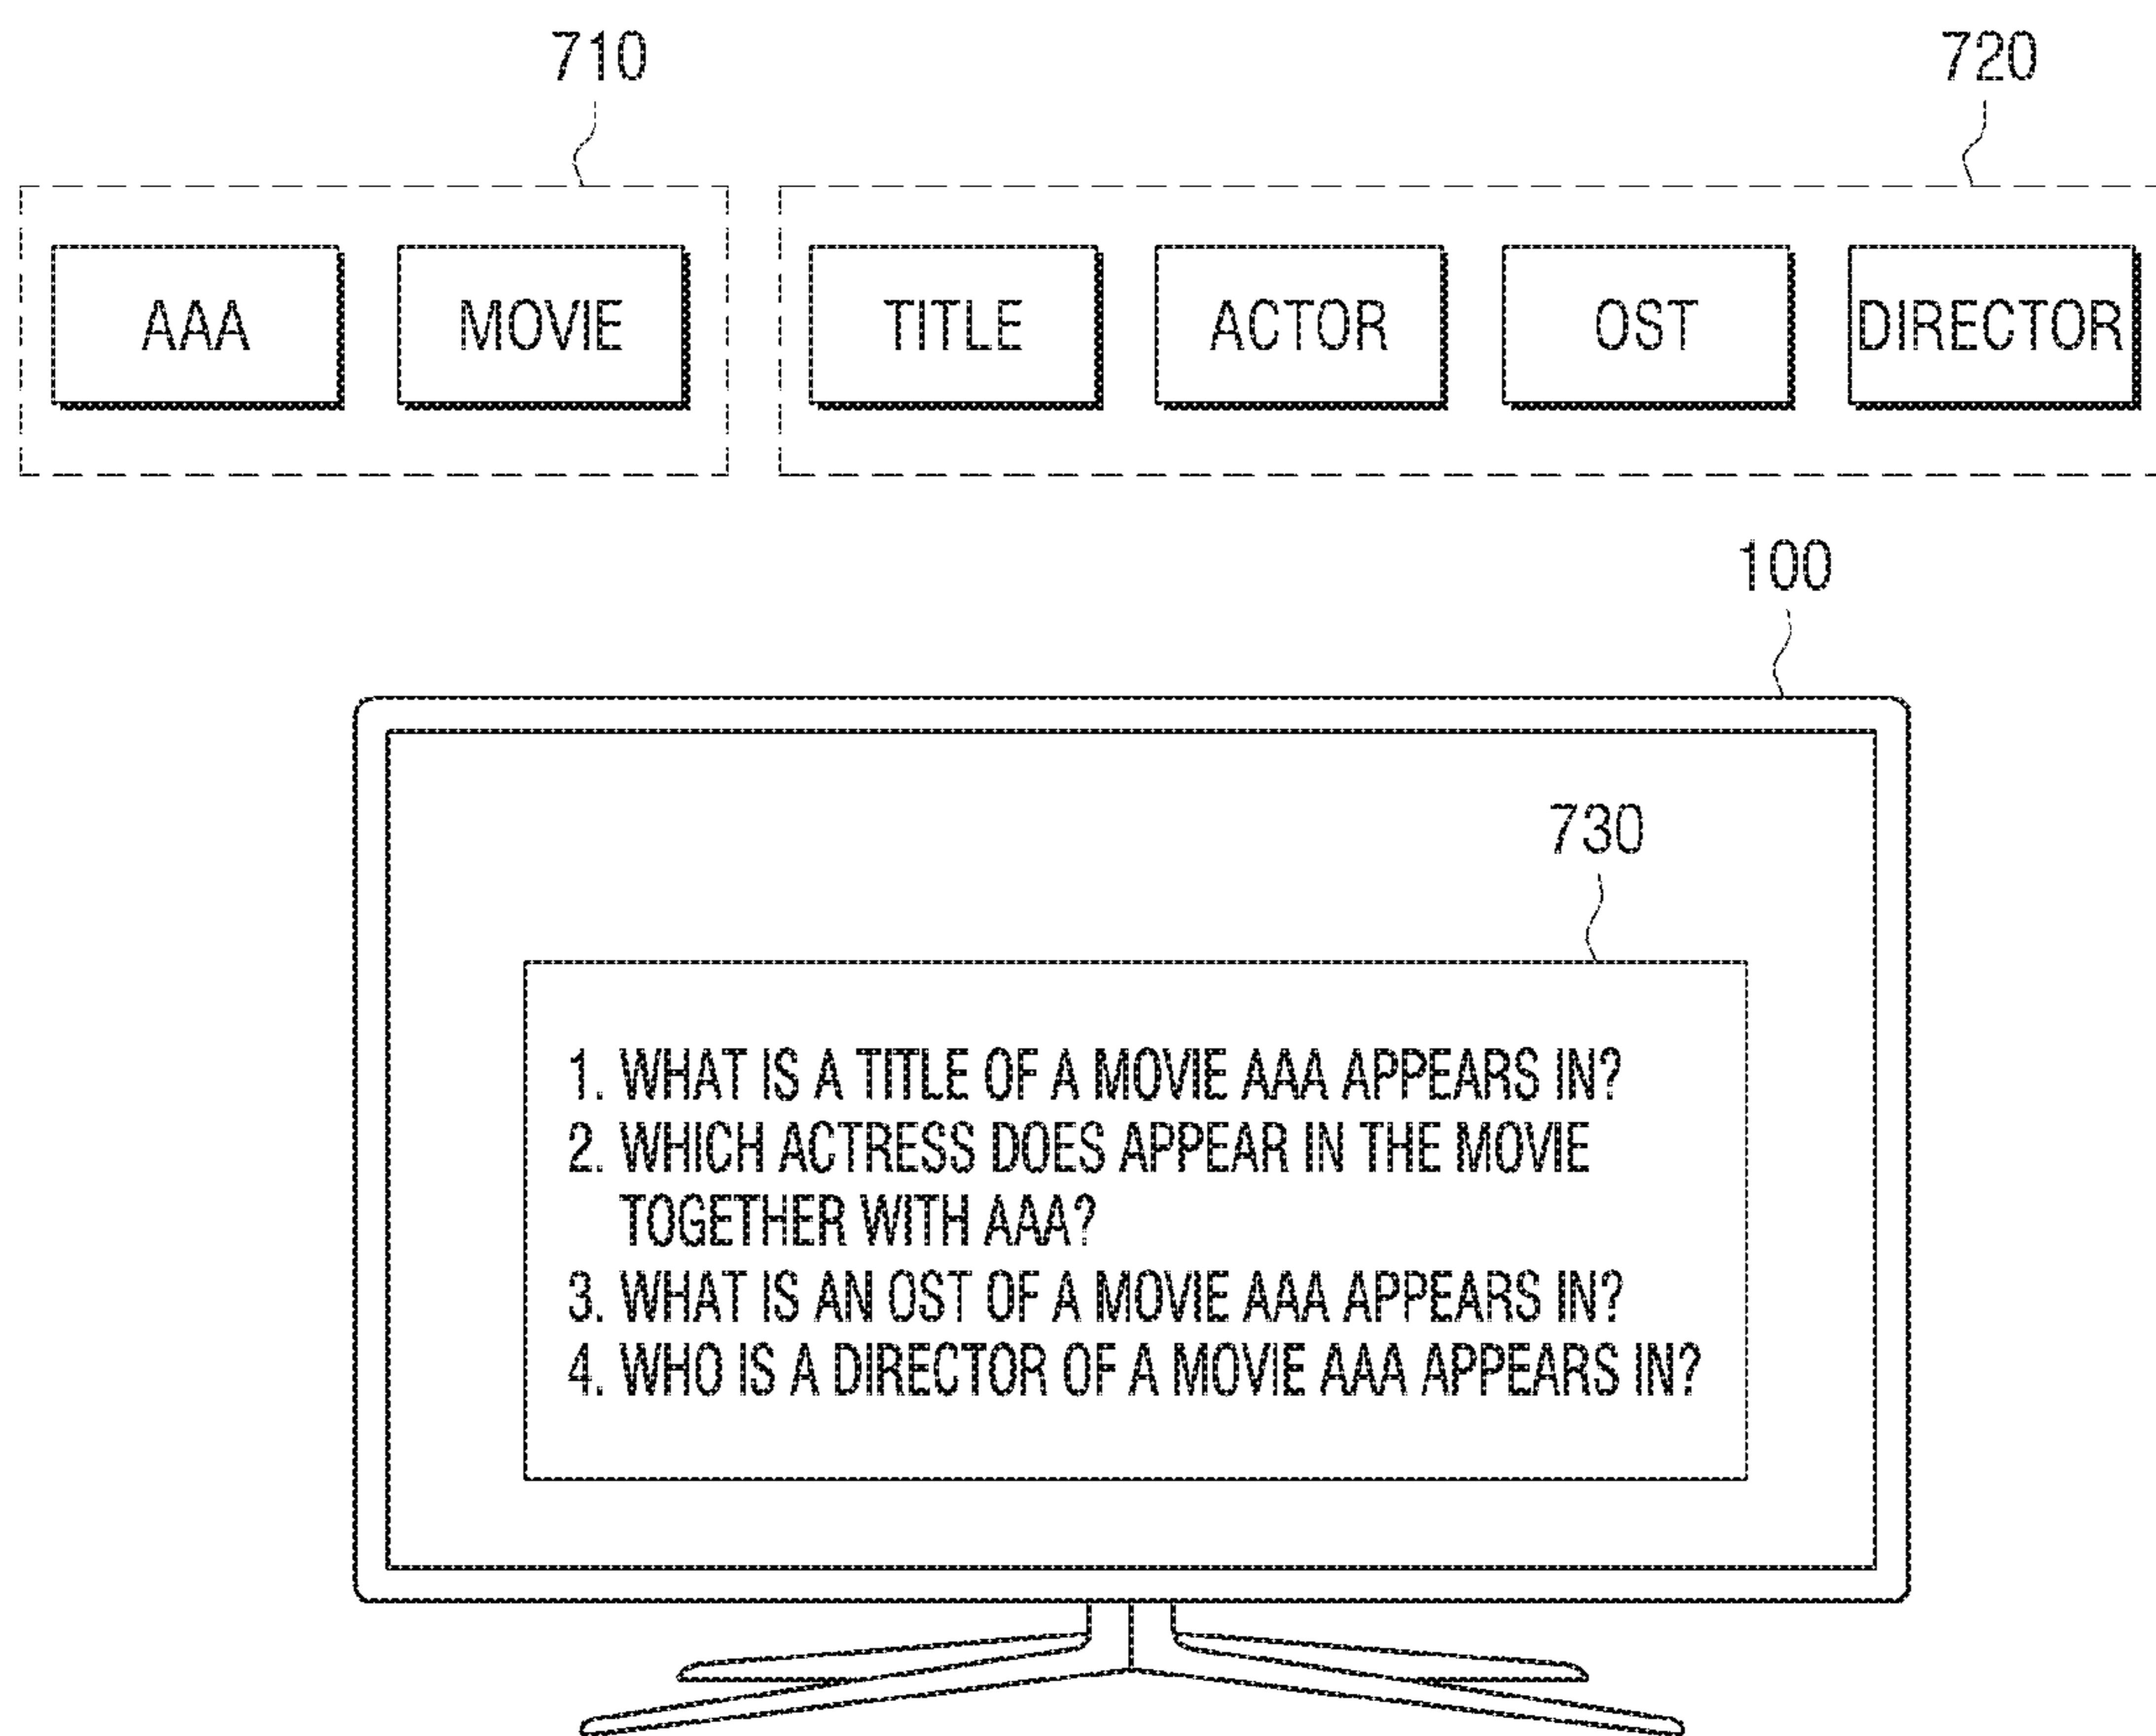 710
720
AAA MOVIE TITLE ACTOR OST DIRECTOR
100
730
1. WHAT IS A TITLE OF A MOVIE AAA APPEARS IN?
2. WHICH ACTRESS DOES APPEAR IN THE MOVIE
TOGETHER WITH AAA?
3. WHAT IS AN OST OF A MOVIE AAA APPEARS IN?
4. WHO IS A DIRECTOR OF A MOVIE AAA APPEARS IN?